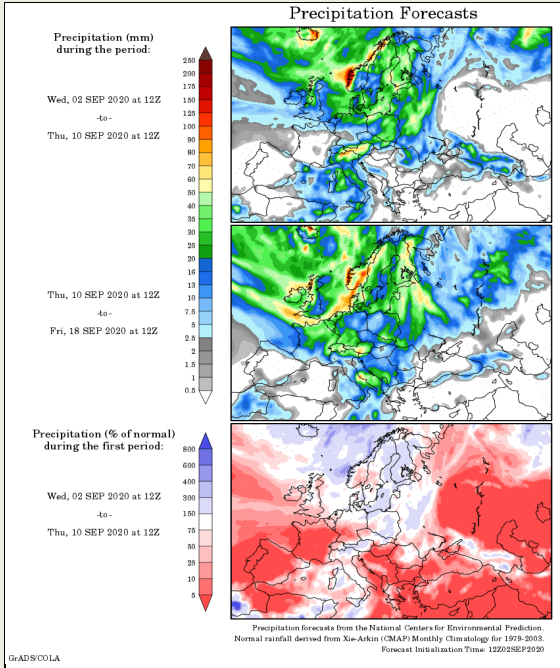 Precipitation Forecasts
Precipitation (mm)
during the period:
Wed, 02 SEP 2020 at 12Z
-to-
Thu, 10 SEP 2020 at 12Z
250
200
175
150
125
100
90
80
70
60
50
40
35
30
25
20
16
13
10
7.5
5
2.5
2
1.5
1
0.5
Thu, 10 SEP 2020 at 12Z
-to-
Fri, 18 SEP 2020 at 12Z
Precipitation (% of normal)
during the first period:
Wed, 02 SEP 2020 at 12Z
-to-
Thu, 10 SEP 2020 at 12Z
800
600
400
300
150
75
50
25
10
5
Precipitation forecasts from the National Centers for Environmental Prediction.
Normal rainfall derived from Xie-Arkin (CMAP) Monthly Climatology for 1979-2003.
Forecast Initialization Time: 12Z02SEP2020
GrADS/COLA